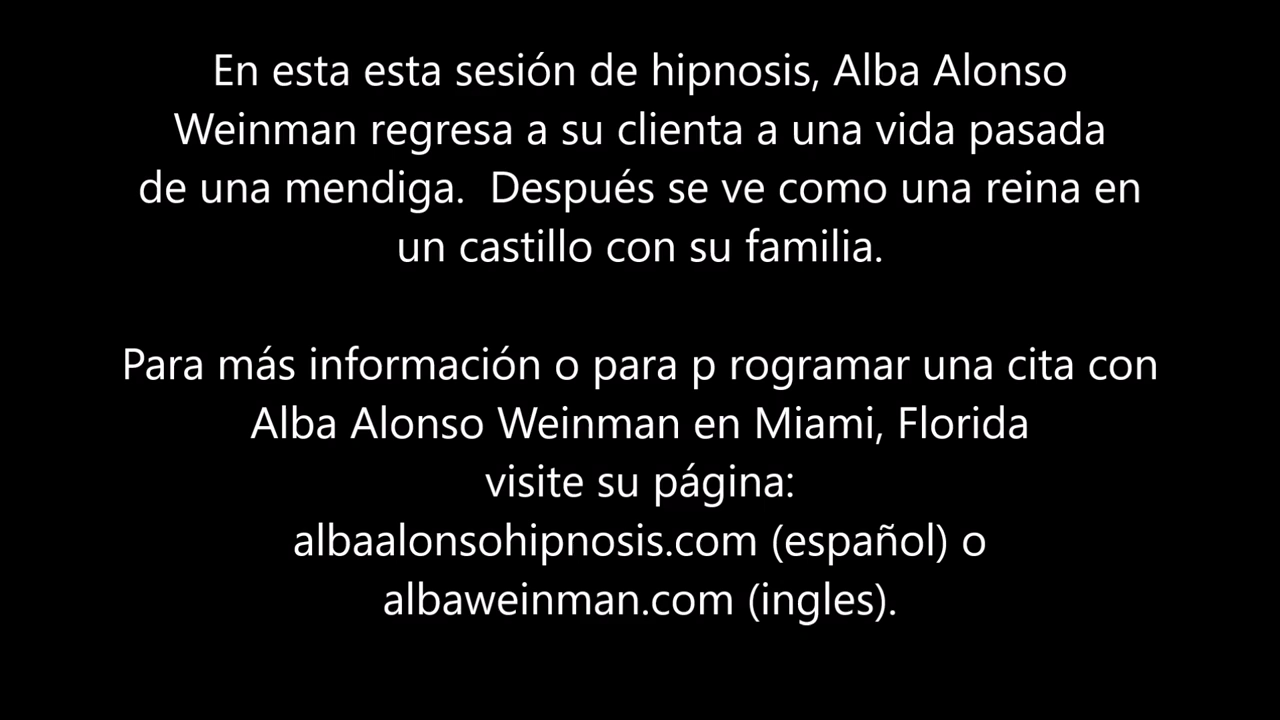 En esta esta sesión de hipnosis, Alba Alonso
Weinman regresa a su clienta a una vida pasada
de una mendiga.  Después se ve como una reina en
un castillo con su familia.
Para más información o para p rogramar una cita con
Alba Alonso Weinman en Miami, Florida
visite su página:
albaalonsohipnosis.com (español) o
albaweinman.com (ingles).